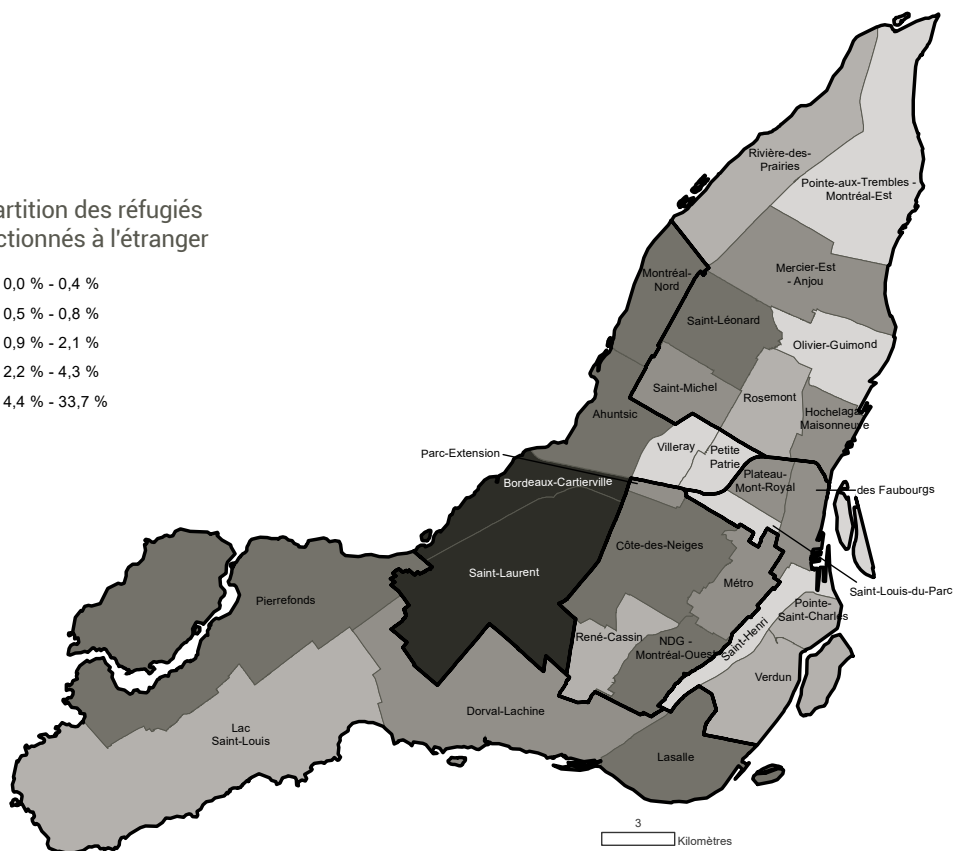 artition des réfugiés
ctionnés à l'étranger
0,0 % - 0,4 %
0,5 % - 0,8 %
0,9 % - 2,1 %
2,2 % - 4,3 %
4,4 % - 33,7 %
Rivière-des-
Prairies
Pointe-aux-Trembles -
Montréal-Est
Montréal-
Nord
Mercier-Est
- Anjou
Saint-Léonard
Olivier-Guimond
Saint-Michel
Rosemont
Hochelaga
Maisonneuve
Ahuntsic
Villeray
Petite
Patrie
Parc-Extension
Bordeaux-Cartierville
Plateau-
Mont-Royal
des Faubourgs
Côte-des-Neiges
Saint-Laurent
Métro
Saint-Louis-du-Parc
Pierrefonds
Pointe-
Saint-Charles
René-Cassin
NDG -
Montréal-Ouest
Saint-Henri
Verdun
Dorval-Lachine
Lac
Saint-Louis
Lasalle
3
Kilomètres